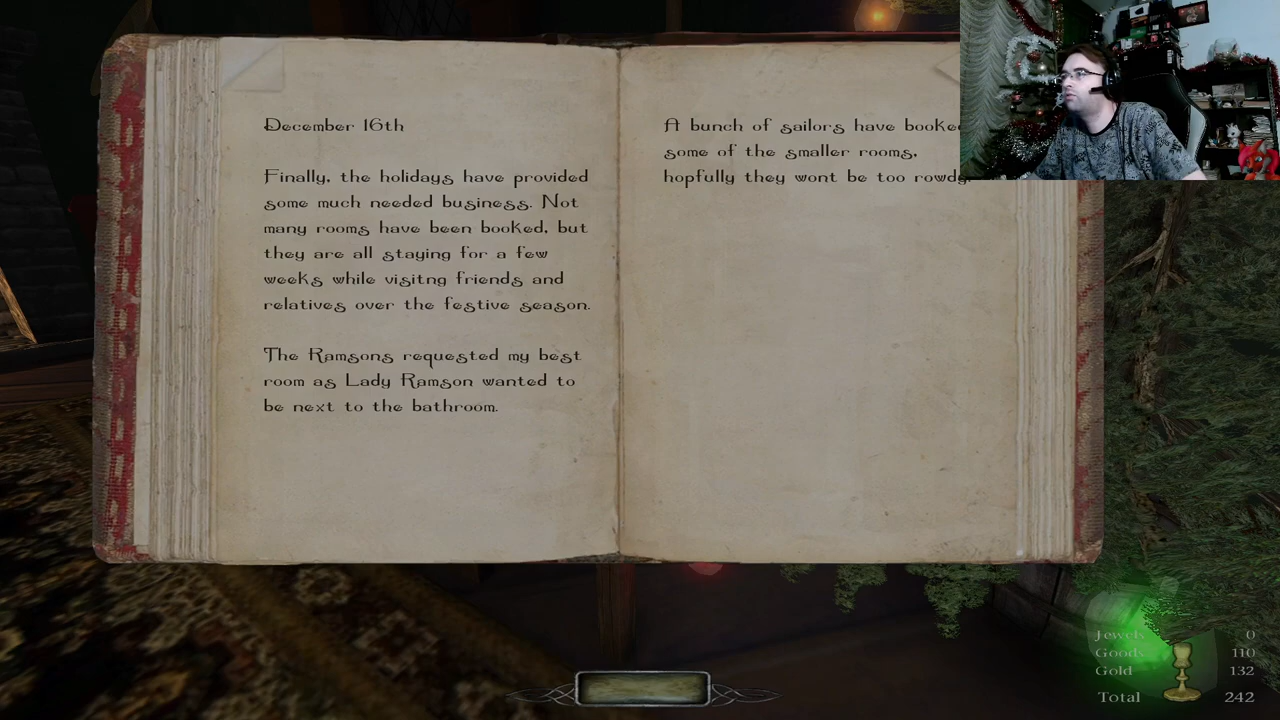 December 16th
Finally, the holidays have provided
some much needed business. Not
many rooms have been booked, but
they are all staying for a few
weeks while visitng friends and
relatives over the festive season.
The Ramsons requested my best
room as Lady Ramson wanted to
be next to the bathroom.
A bunch of sailors have
some of the smaller rooms,
hopfully they wont be too rowdy.
Jewels 0
Goods 110
Gold 132
Total 242